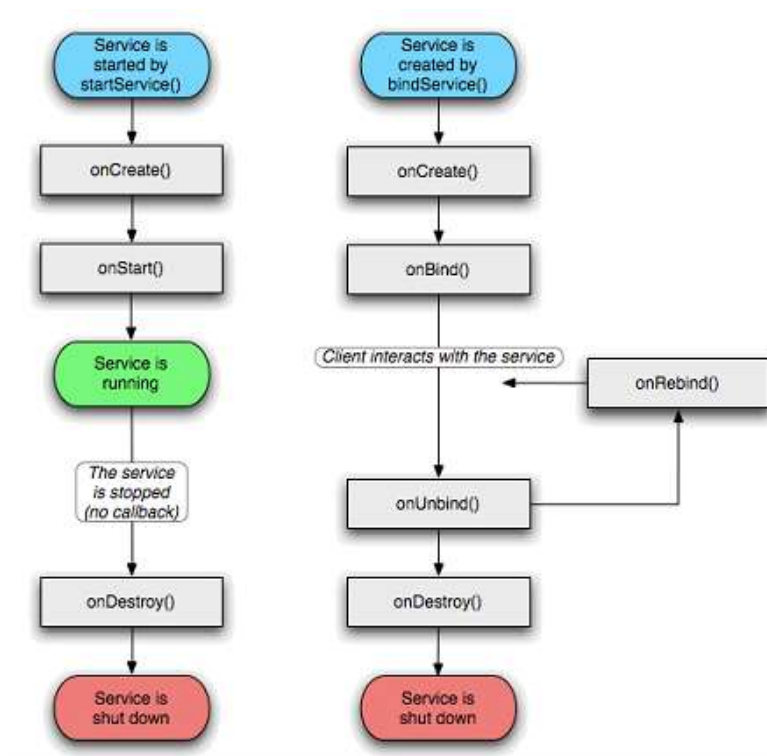 Service is
started by
startService()
onCreate()
onStart()
Service is
running
The service
is stopped
(no callback)
onDestroy()
Service is
shut down
Service is
created by
bindService()
onCreate()
onBind()
Client interacts with the service
onRebind()
onUnbind()
onDestroy()
Service is
shut down